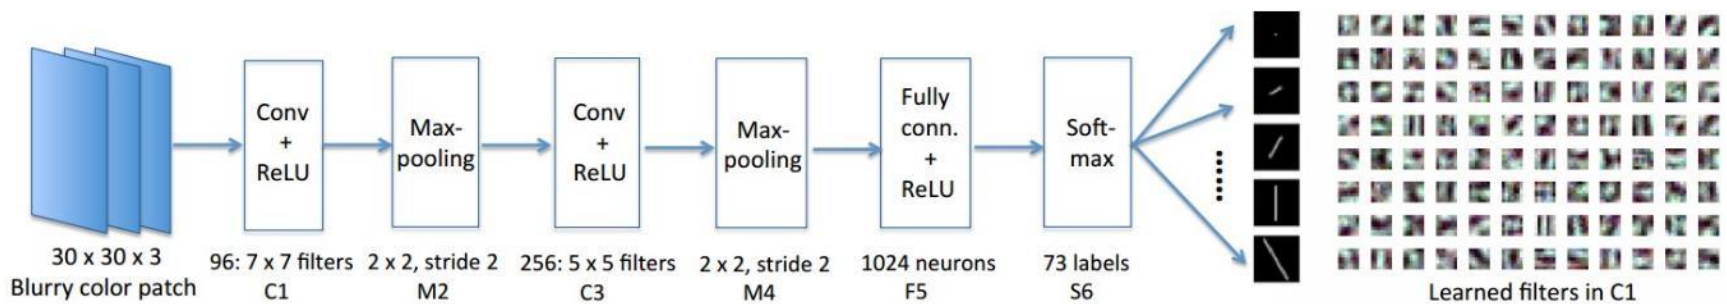 Conv
+
ReLU
Max-
pooling
Conv
+
ReLU
Max-
pooling
Fully
conn.
+
ReLU
Soft-
max
30 x 30 x 3
Blurry color patch
96: 7 x 7 filters
C1
2 x 2, stride 2
M2
256: 5 x 5 filters
C3
2 x 2, stride 2
M4
1024 neurons
F5
73 labels
S6
Learned filters in C1